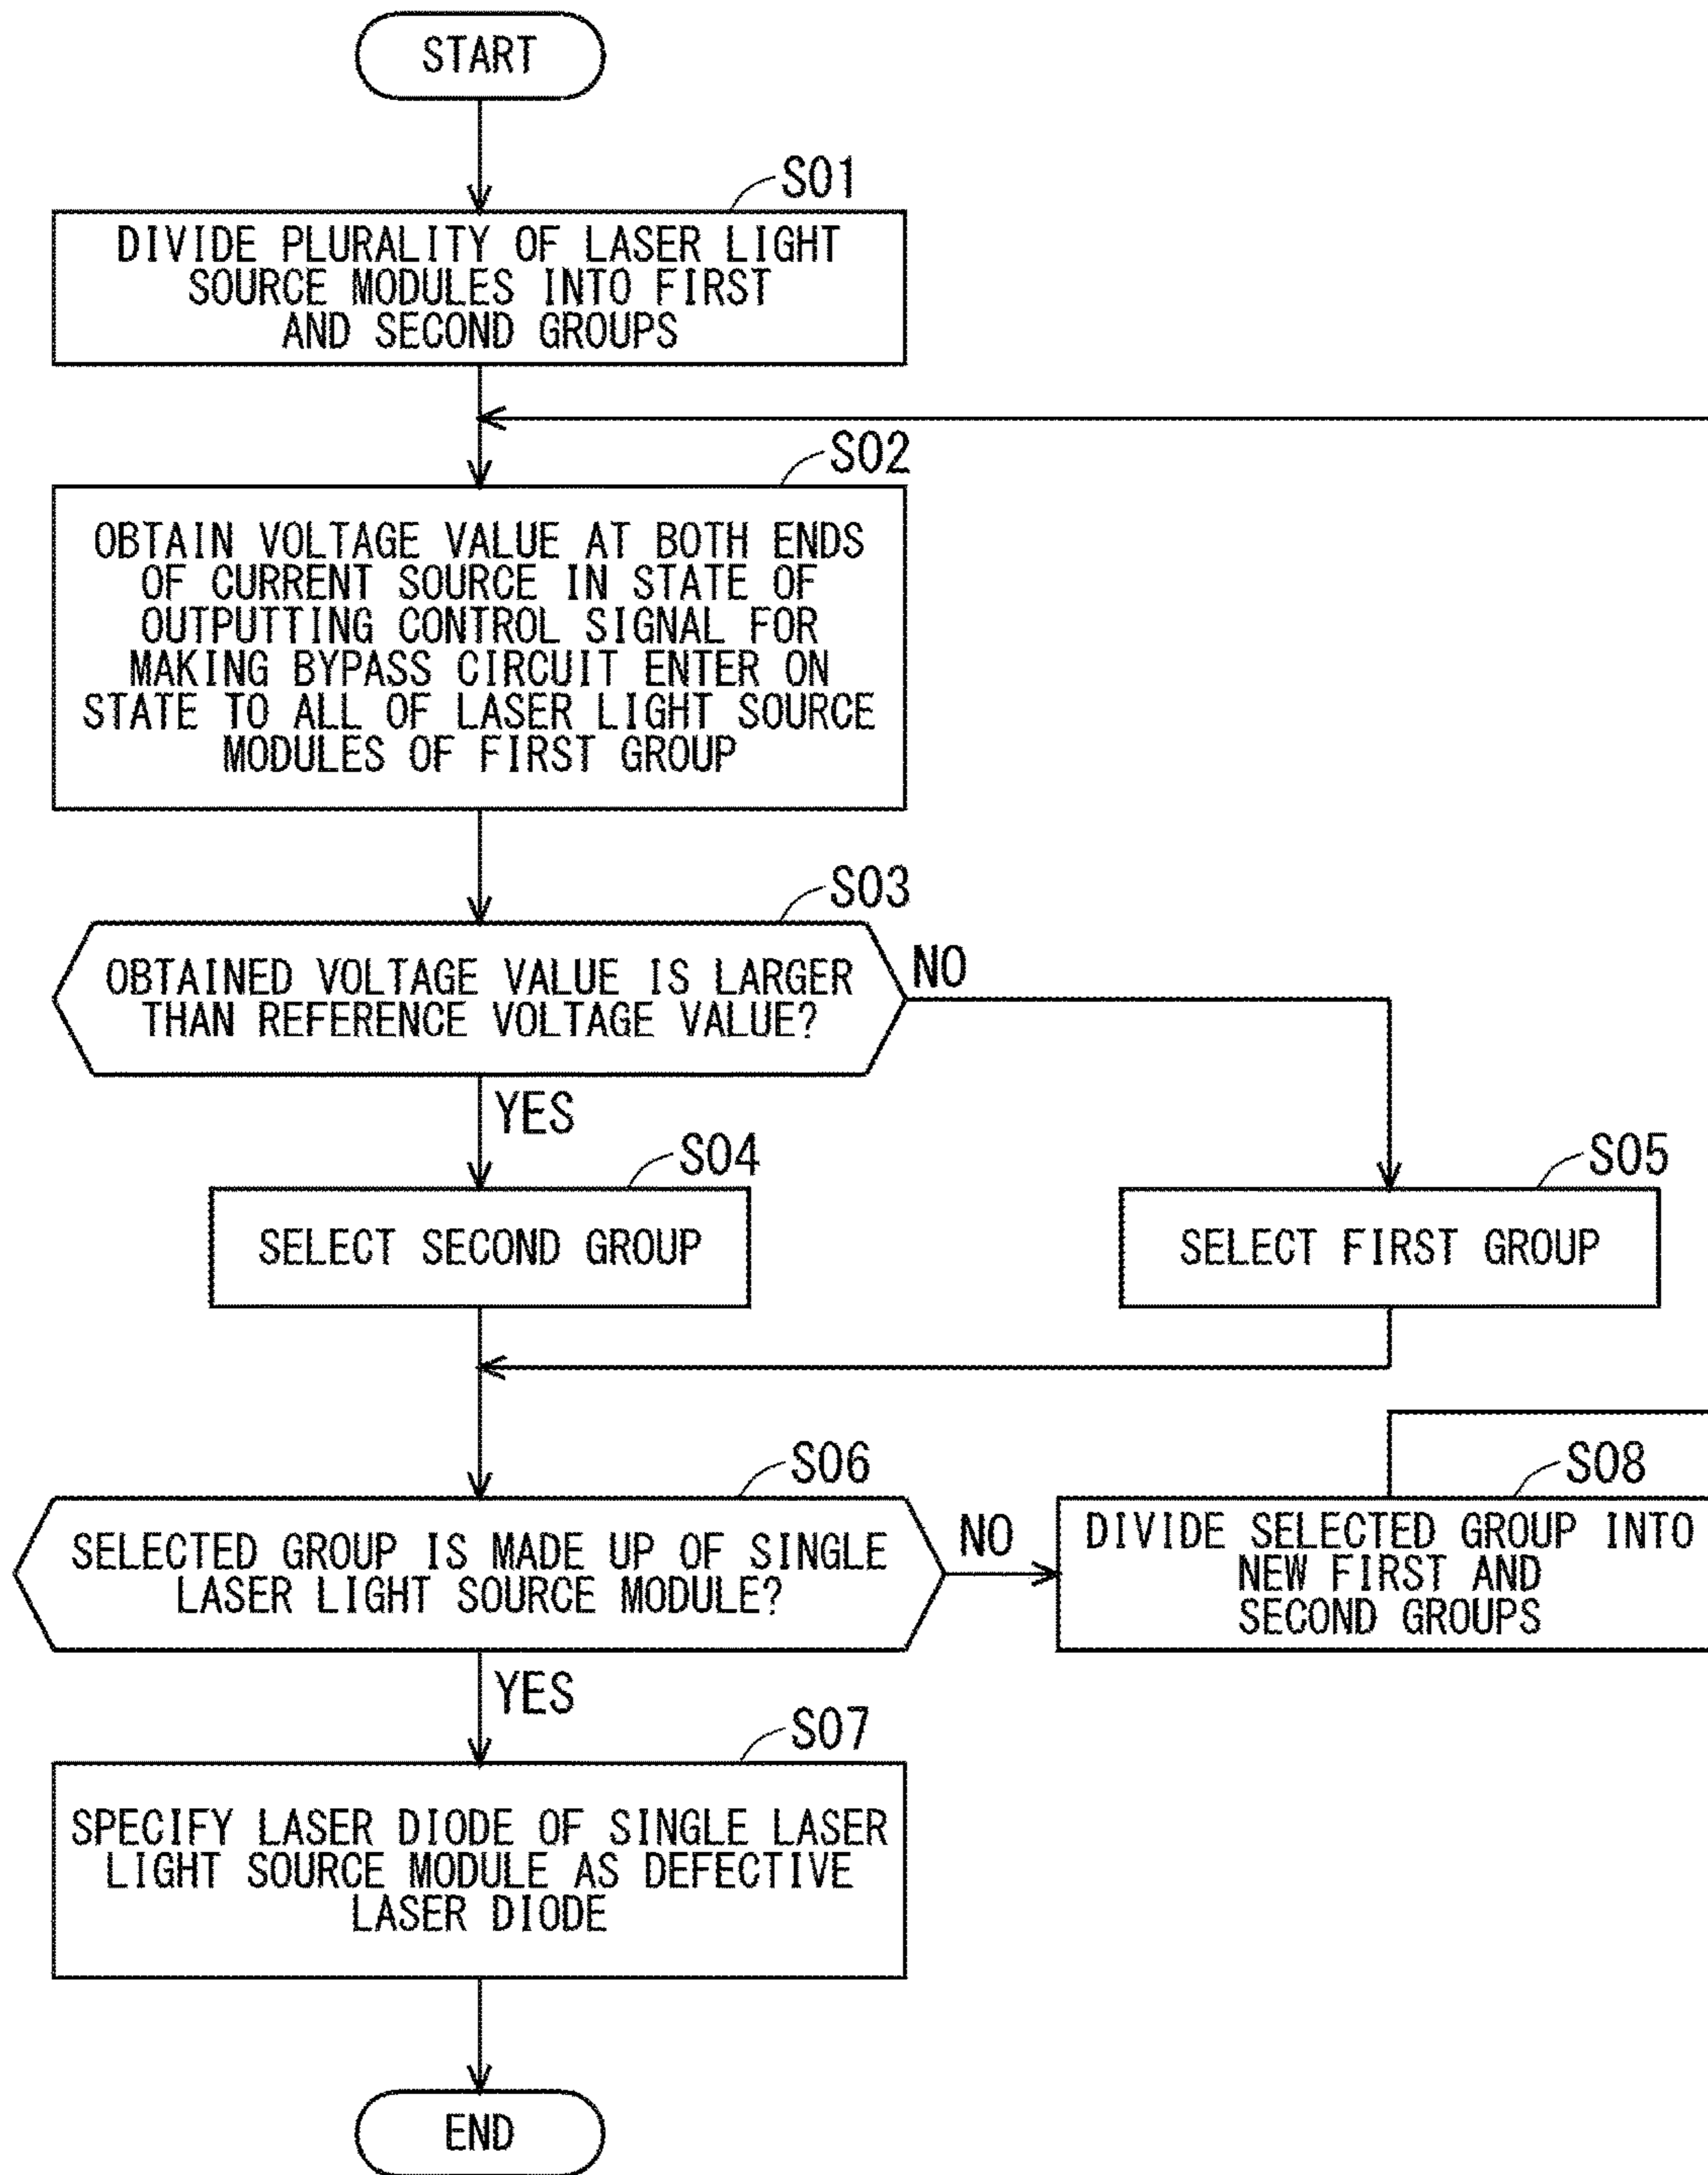 START
S01
DIVIDE PLURALITY OF LASER LIGHT
SOURCE MODULES INTO FIRST
AND SECOND GROUPS
S02
OBTAIN VOLTAGE VALUE AT BOTH ENDS
OF CURRENT SOURCE IN STATE OF
OUTPUTTING CONTROL SIGNAL FOR
MAKING BYPASS CIRCUIT ENTER ON
STATE TO ALL OF LASER LIGHT SOURCE
MODULES OF FIRST GROUP
S03
OBTAINED VOLTAGE VALUE IS LARGER
THAN REFERENCE VOLTAGE VALUE?
NO
YES
S04
SELECT SECOND GROUP
S05
SELECT FIRST GROUP
S06
SELECTED GROUP IS MADE UP OF SINGLE
LASER LIGHT SOURCE MODULE?
NO
S08
DIVIDE SELECTED GROUP INTO
NEW FIRST AND
SECOND GROUPS
YES
S07
SPECIFY LASER DIODE OF SINGLE LASER
LIGHT SOURCE MODULE AS DEFECTIVE
LASER DIODE
END